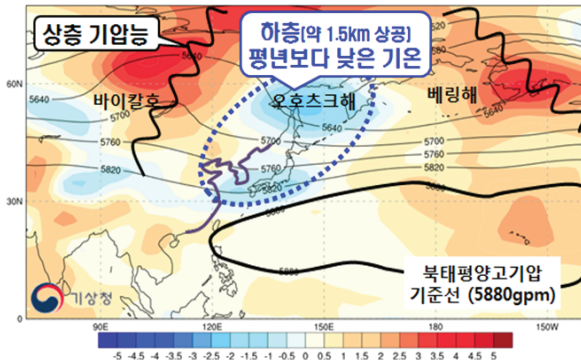 상층 기압능
하층(약 1.5km 상공)
평년보다 낮은 기온
바이칼호
오호츠크해
베링해
5640
5640
5640
5700
5700
5760
5760
5820
5820
5880
60N
30N
0
북태평양고기압
기준선 (5880gpm)
기상청
90E 120E 150E 180 150W
-5 -4.5 -4 -3.5 -3 -2.5 -2 -1.5 -1 -0.5 0 0.5 1 1.5 2 2.5 3 3.5 4 4.5 5